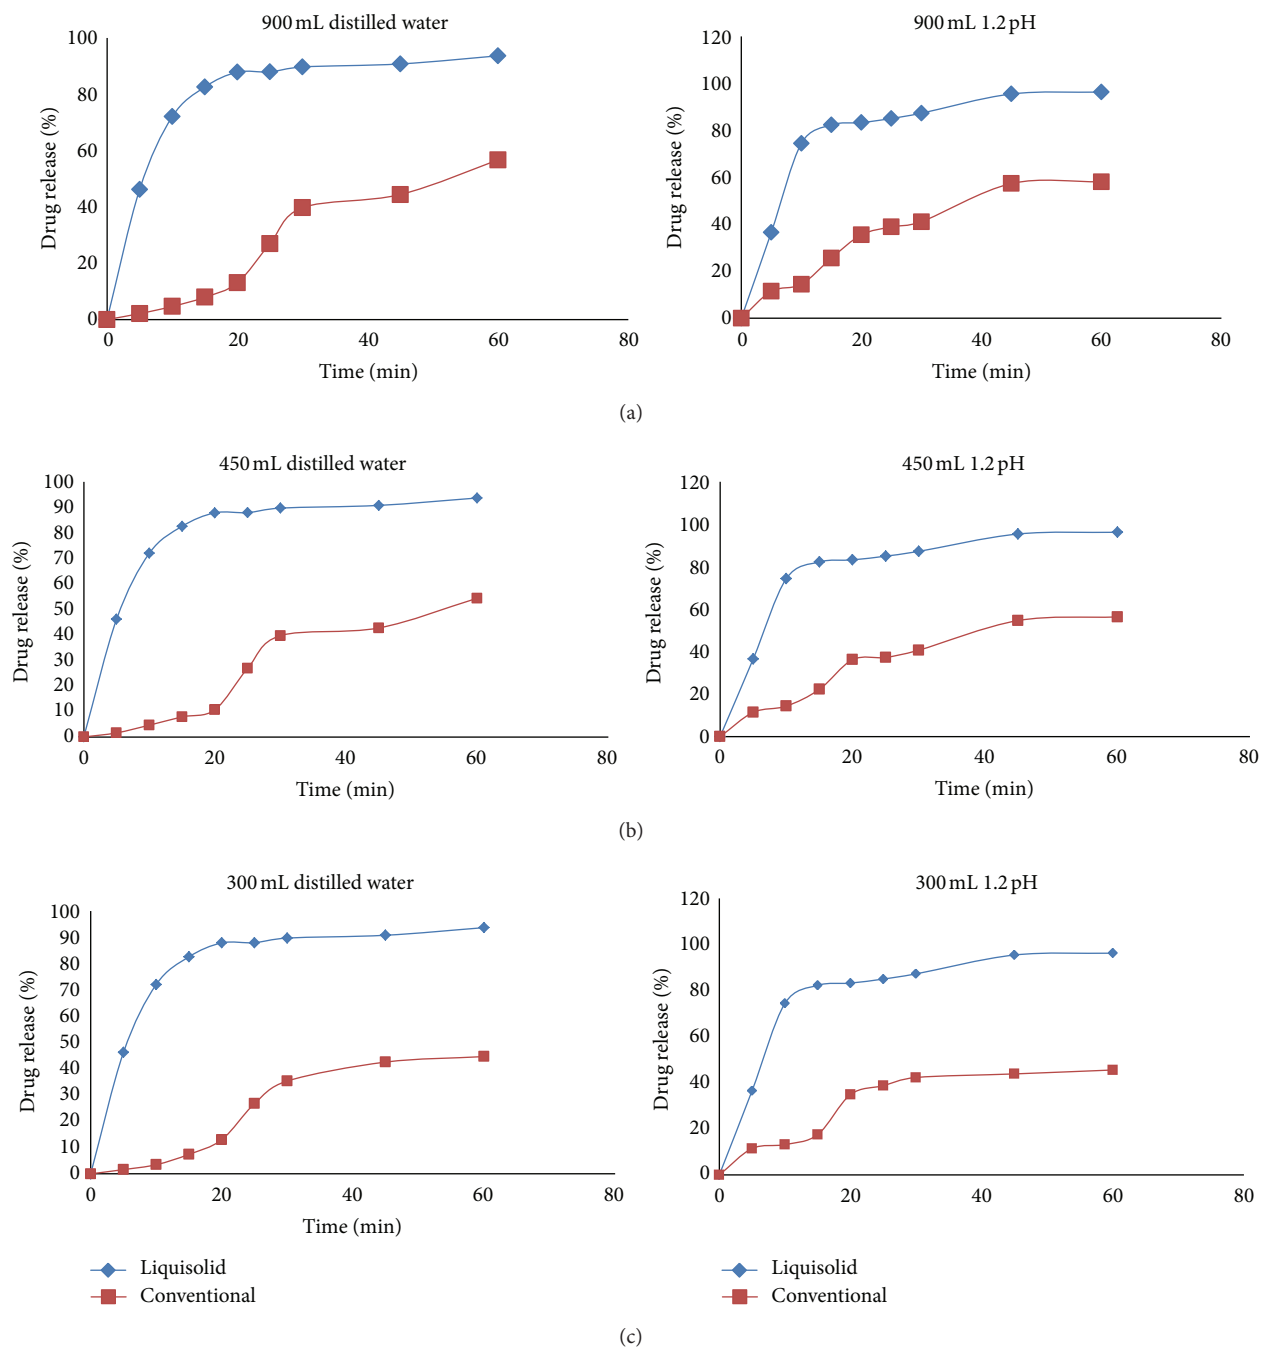 900 mL distilled water
100
80
60
40
20
0
Drug release (%)
0 20 40 60 80
Time (min)
900 mL 1.2 pH
120
100
80
60
40
20
0
Drug release (%)
0 20 40 60 80
Time (min)
(a)
450 mL distilled water
100
90
80
70
60
50
40
30
20
10
0
Drug release (%)
0 20 40 60 80
Time (min)
450 mL 1.2 pH
120
100
80
60
40
20
0
Drug release (%)
0 20 40 60 80
Time (min)
(b)
300 mL distilled water
100
90
80
70
60
50
40
30
20
10
0
Drug release (%)
0 20 40 60 80
Time (min)
Liquisolid
Conventional
300 mL 1.2 pH
120
100
80
60
40
20
0
Drug release (%)
0 20 40 60 80
Liquisolid
Conventional
(c)